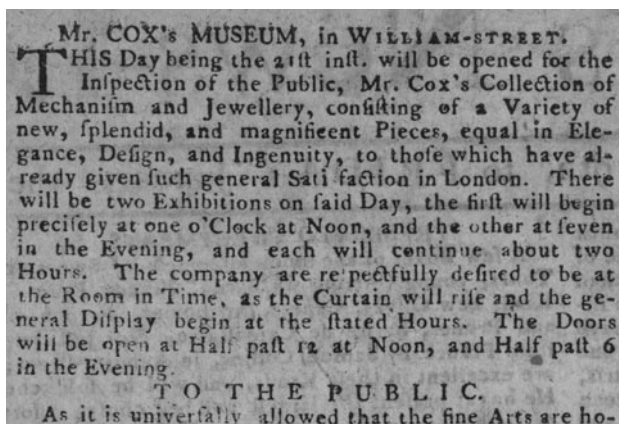 Mr. COX's MUSEUM, in WILLIAM-STREET.
THIS Day being the 21ſt inſt. will be opened for the
Inſpection of the Public, Mr. Cox's Collection of
Mechaniſm and Jewellery, conſiſting of a Variety of
new, ſplendid, and magnificent Pieces, equal in Ele-
gance, Deſign, and Ingenuity, to thoſe which have al-
ready given ſuch general Sati faction in London. There
will be two Exhibitions on ſaid Day, the firſt will begin
preciſely at one o'Clock at Noon, and the other at ſeven
in the Evening, and each will continue about two
Hours. The company are re'pectfully deſired to be at
the Room in Time, as the Curtain will riſe and the ge-
neral Diſplay begin at the ſtated Hours. The Doors
will be open at Half paſt 12 at Noon, and Half paſt 6
in the Evening.
TO THE PUBLIC.
As it is univerſally allowed that the fine Arts are ho-